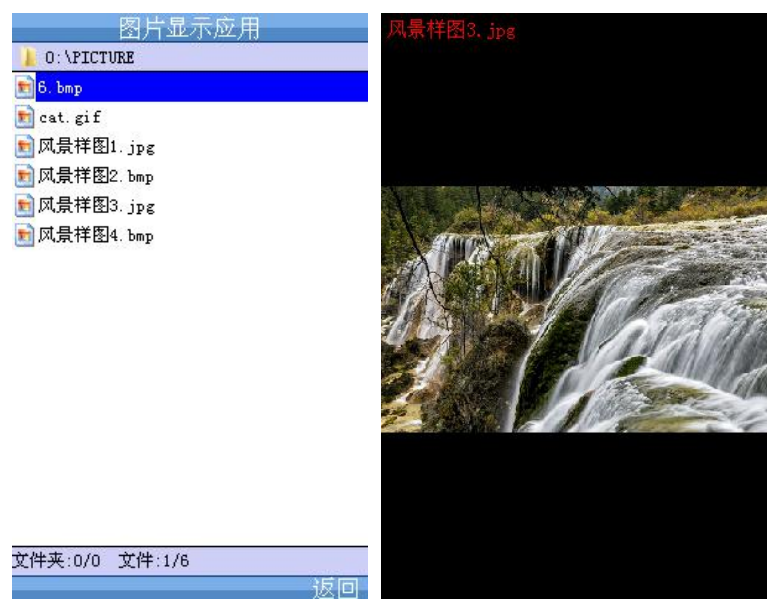 图片显示应用
0:\PICTURE
6.bmp
cat.gif
风景样图1.jpg
风景样图2.bmp
风景样图3.jpg
风景样图4.bmp
文件夹:0/0 文件:1/6
返回
风景样图3.jpg